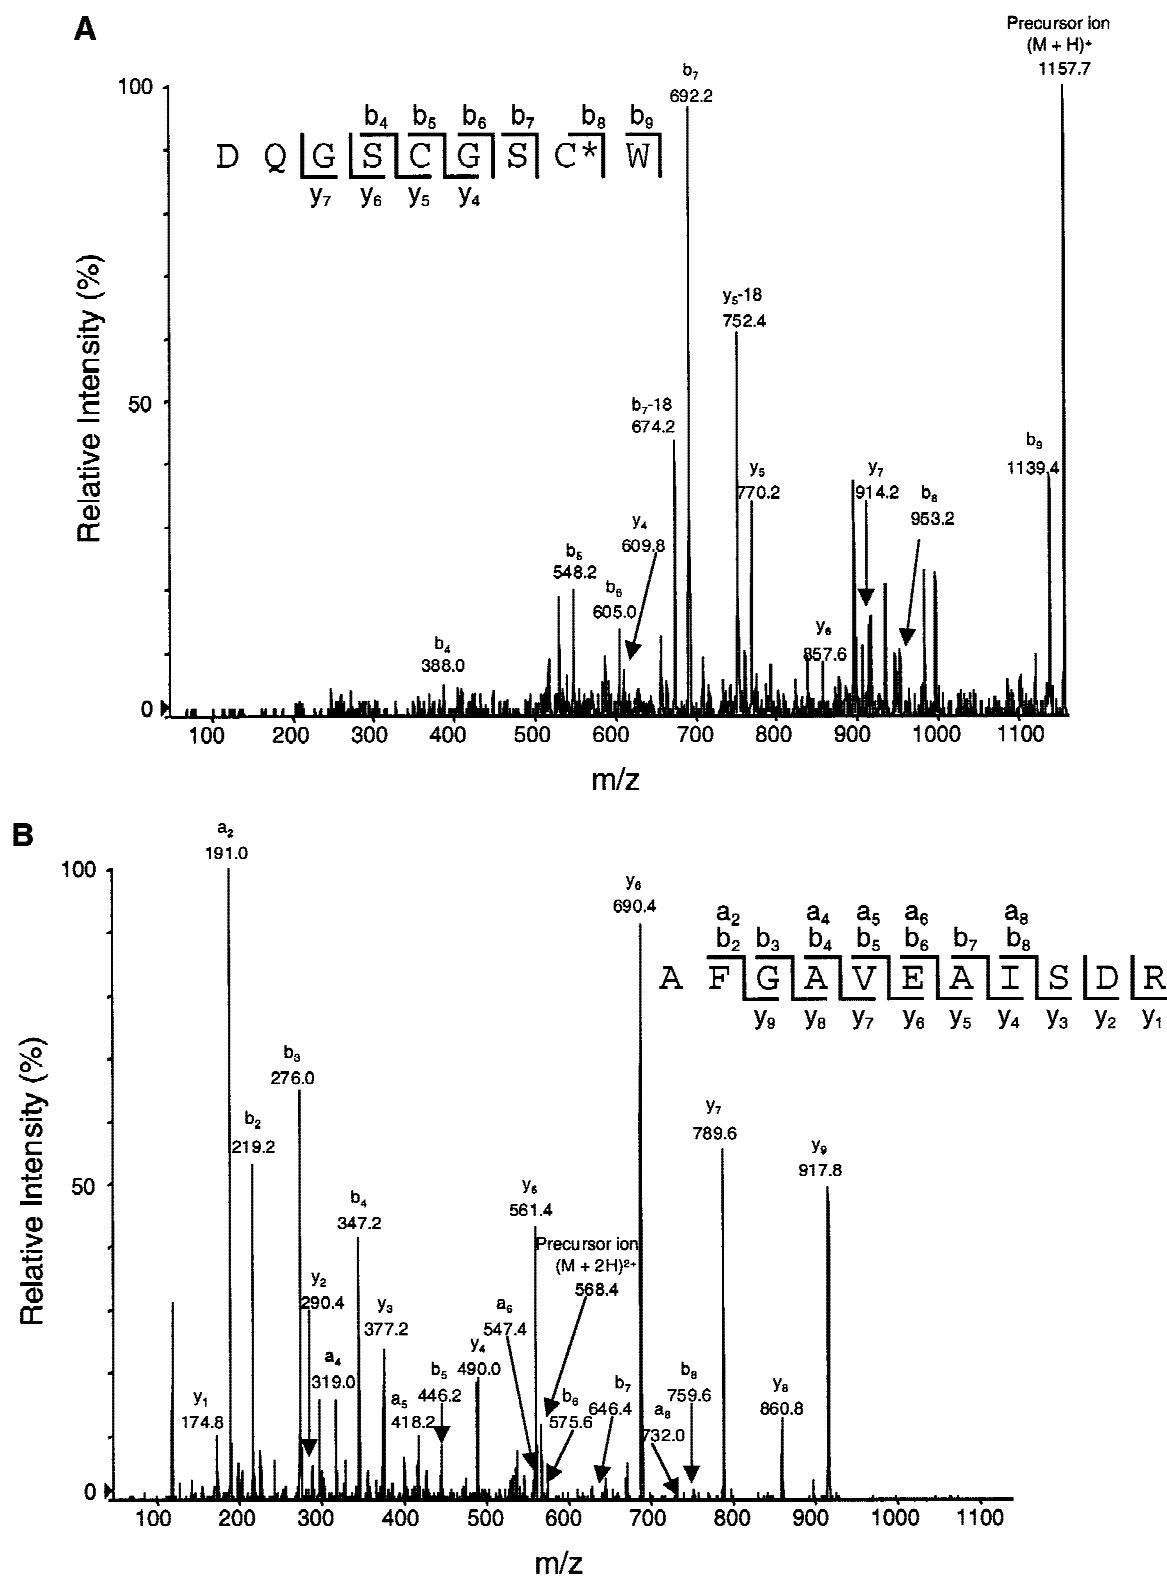 A
Precursor ion
(M + H)+
1157.7
b7
692.2
100
b4 b5 b6 b7 b8 b9
D Q G S C G S C* W
y7 y6 y5 y4
y5-18
752.4
b7-18
674.2
50
b9
1139.4
y5
770.2
y7
914.2
b8
953.2
y4
609.8
b5
548.2
b6
605.0
y6
857.6
b4
388.0
0
Relative Intensity (%)
100 200 300 400 500 600 700 800 900 1000 1100
m/z
B
a2
191.0
100
y6
690.4
a2 a4 a5 a6 a8
b2 b3 b4 b5 b6 b7 b8
A F G A V E A I S D R
y9 y8 y7 y6 y5 y4 y3 y2 y1
b3
276.0
b2
219.2
y7
789.6
y9
917.8
50
y5
561.4
b4
347.2
Precursor ion
(M + 2H)2+
568.4
y2
290.4
y3
377.2
a6
547.4
y4
490.0
a4
319.0
b5
446.2
a5
418.2
b6
575.6
b7
646.4
b8
759.6
a8
732.0
y8
860.8
y1
174.8
0
Relative Intensity (%)
100 200 300 400 500 600 700 800 900 1000 1100
m/z